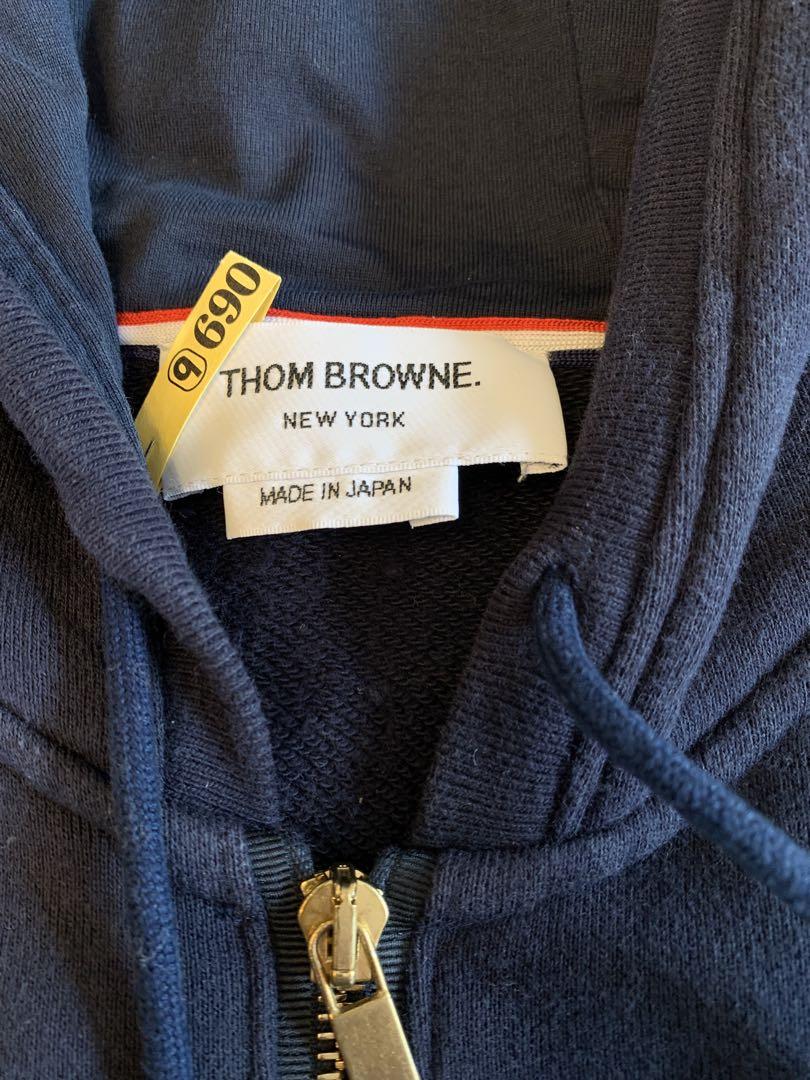 9 690
THOM BROWNE.
NEW YORK
MADE IN JAPAN